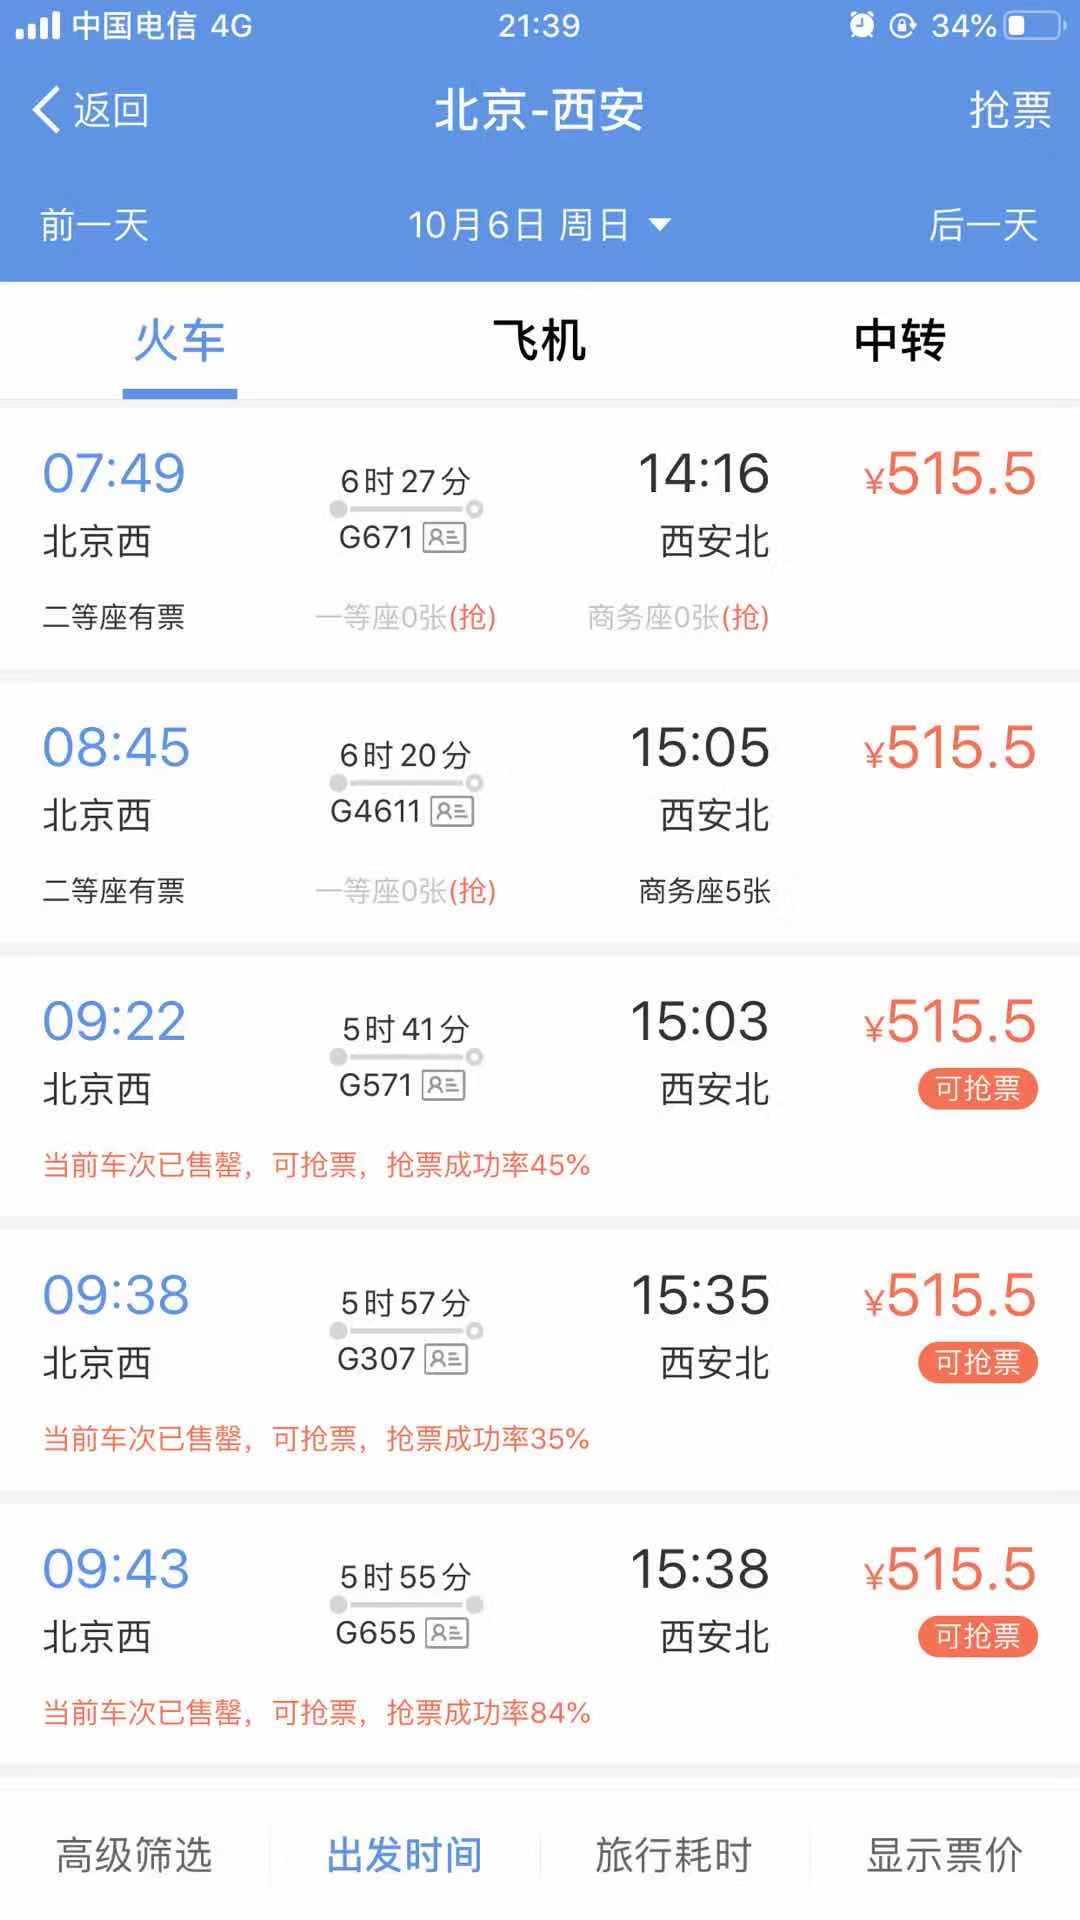 中国电信 4G 21:39 34%
返回 北京-西安 抢票
前一天 10月6日 周日 后一天
火车 飞机 中转
07:49 6时27分 14:16 ¥515.5
北京西 G671 西安北
二等座有票 一等座0张(抢) 商务座0张(抢)
08:45 6时20分 15:05 ¥515.5
北京西 G4611 西安北
二等座有票 一等座0张(抢) 商务座5张
09:22 5时41分 15:03 ¥515.5
北京西 G571 西安北 可抢票
当前车次已售罄，可抢票，抢票成功率45%
09:38 5时57分 15:35 ¥515.5
北京西 G307 西安北 可抢票
当前车次已售罄，可抢票，抢票成功率35%
09:43 5时55分 15:38 ¥515.5
北京西 G655 西安北 可抢票
当前车次已售罄，可抢票，抢票成功率84%
高级筛选 出发时间 旅行耗时 显示票价